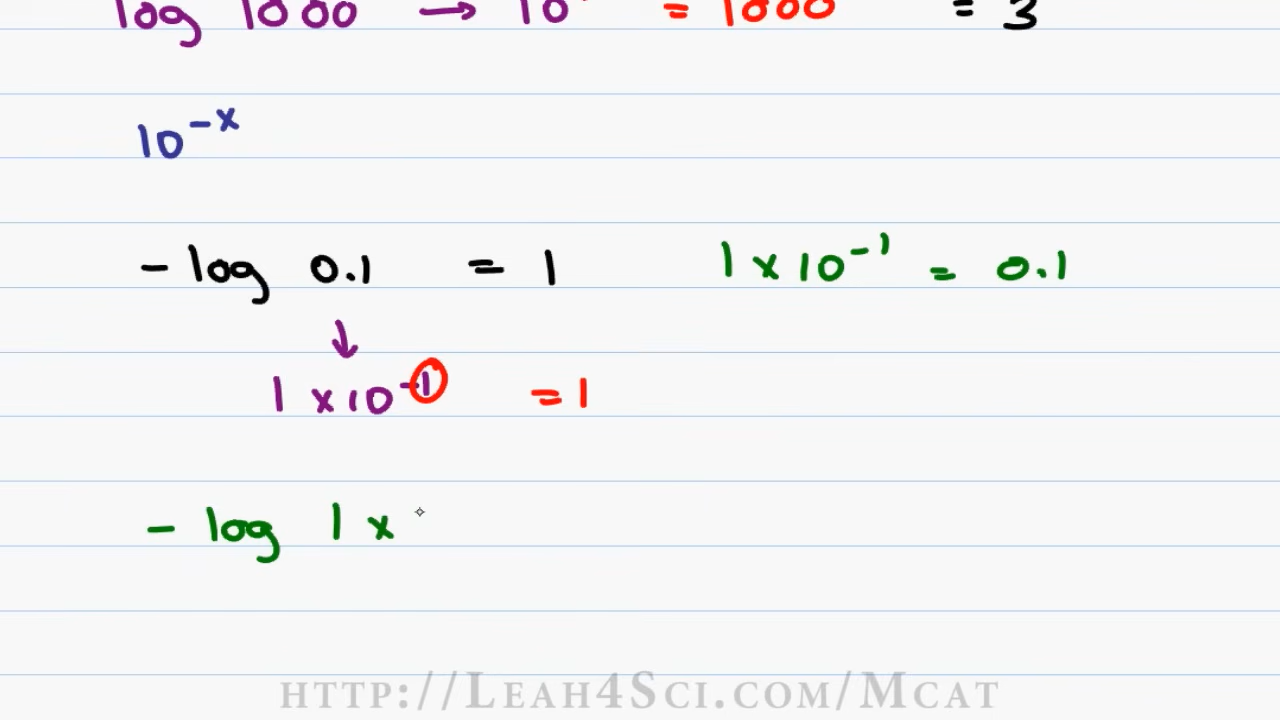 log 1000 → 10 = 1000 = 3
10^-x
- log 0.1 = 1 1 x 10^-1 = 0.1
↓
1 x 10^-1 = 1
- log 1 x
HTTP://LEAH4SCI.COM/MCAT